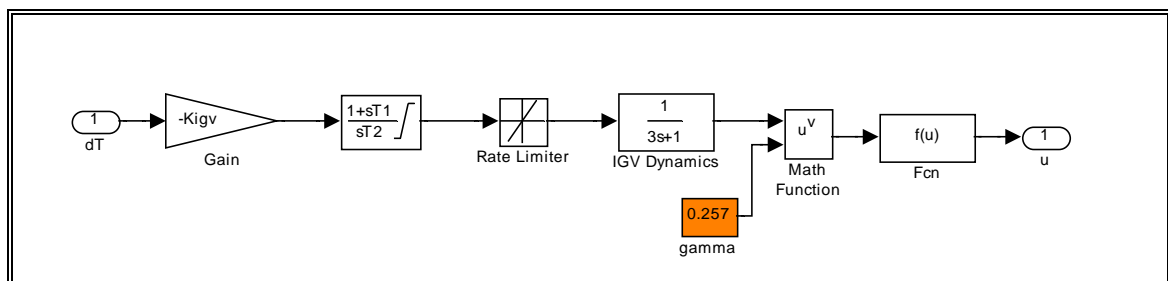 1
dT
-Kigv
Gain
1+sT1
sT2
Rate Limiter
1
3s+1
IGV Dynamics
0.257
gamma
u^v
Math
Function
f(u)
Fcn
1
u